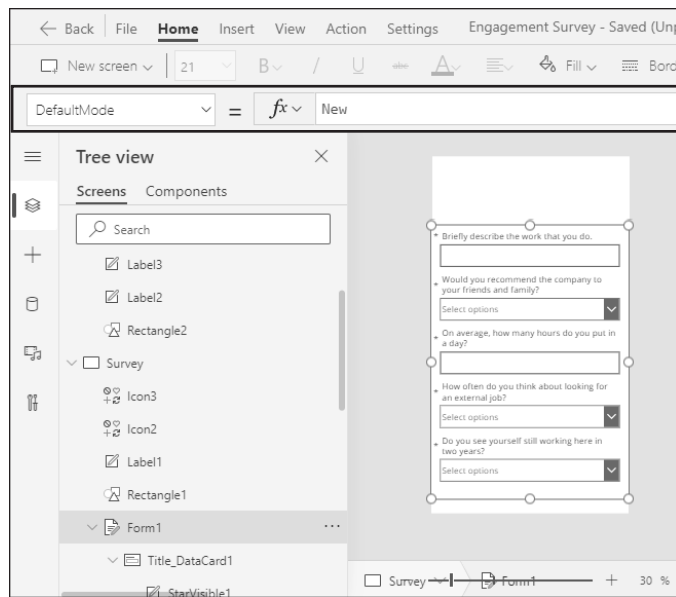 Back File Home Insert View Action Settings Engagement Survey - Saved (Unp
New screen 21 B / U abc A Fill Bord
DefaultMode = fx New
Tree view
Screens Components
Search
Label3
Label2
Rectangle2
Survey
Icon3
Icon2
Label1
Rectangle1
Form1 ...
Title_DataCard1
StarVisible1
* Briefly describe the work that you do.
* Would you recommend the company to
your friends and family?
Select options
* On average, how many hours do you put in
a day?
* How often do you think about looking for
an external job?
Select options
* Do you see yourself still working here in
two years?
Select options
Survey Form1 + 30 %